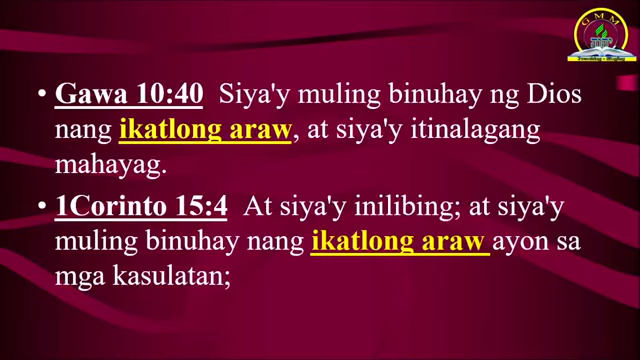 GMM
• Gawa 10:40 Siya'y muling binuhay ng Dios
nang ikatlong araw, at siya'y itinalagang
mahayag.
• 1Corinto 15:4 At siya'y inilibing; at siya'y
muling binuhay nang ikatlong araw ayon sa
mga kasulatan;